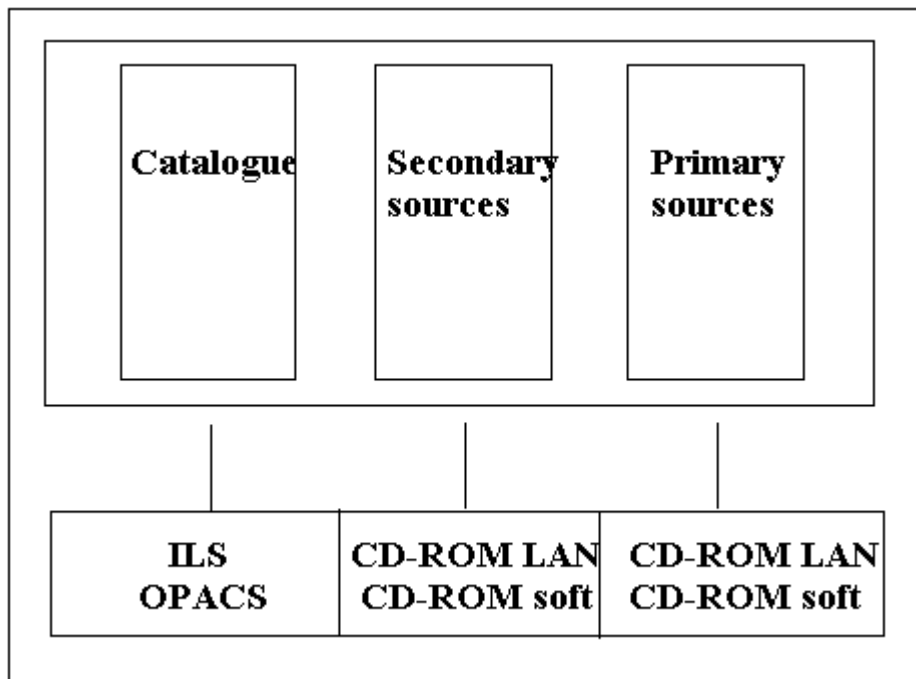 Catalogue
Secondary
sources
Primary
sources
ILS
OPACS
CD-ROM LAN
CD-ROM soft
CD-ROM LAN
CD-ROM soft